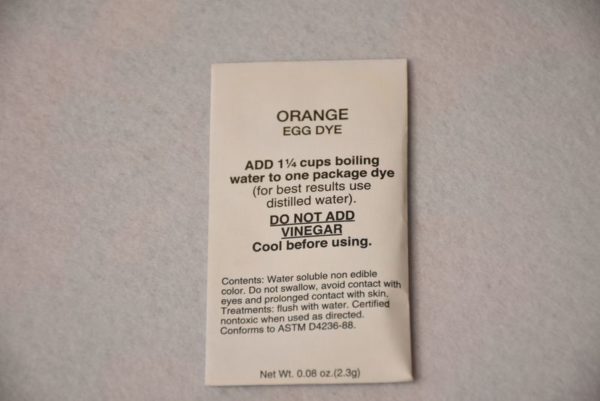 ORANGE
EGG DYE
ADD 1¼ cups boiling
water to one package dye
(for best results use
distilled water).
DO NOT ADD
VINEGAR
Cool before using.
Contents: Water soluble non edible
color. Do not swallow, avoid contact with
eyes and prolonged contact with skin.
Treatments: flush with water. Certified
nontoxic when used as directed.
Conforms to ASTM D4236-88.
Net Wt. 0.08 oz.(2.3g)